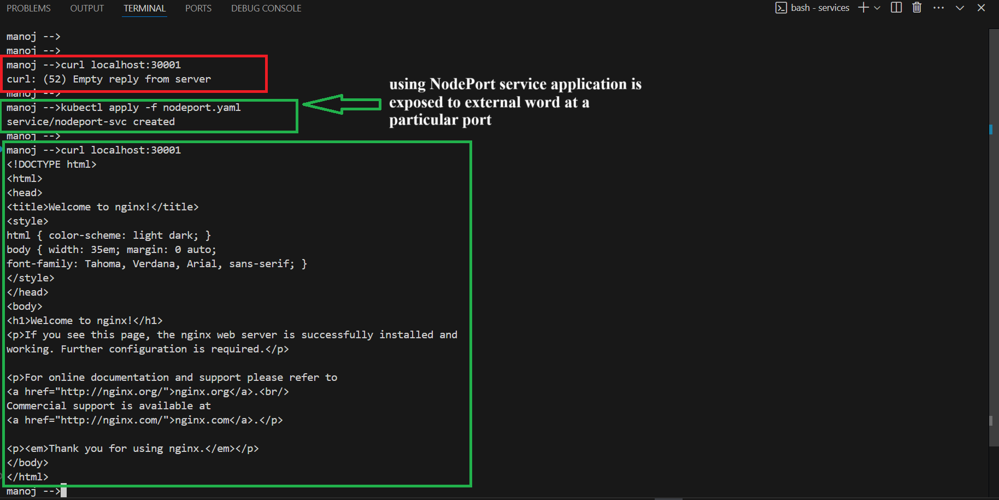 PROBLEMS OUTPUT TERMINAL PORTS DEBUG CONSOLE bash - services
manoj -->
manoj -->
manoj -->curl localhost:30001
curl: (52) Empty reply from server
manoj -->
manoj -->kubectl apply -f nodeport.yaml
service/nodeport-svc created
manoj -->
using NodePort service application is
exposed to external word at a
particular port
manoj -->curl localhost:30001
<!DOCTYPE html>
<html>
<head>
<title>Welcome to nginx!</title>
<style>
html { color-scheme: light dark; }
body { width: 35em; margin: 0 auto;
font-family: Tahoma, Verdana, Arial, sans-serif; }
</style>
</head>
<body>
<h1>Welcome to nginx!</h1>
<p>If you see this page, the nginx web server is successfully installed and
working. Further configuration is required.</p>
<p>For online documentation and support please refer to
<a href="http://nginx.org/">nginx.org</a>.<br/>
Commercial support is available at
<a href="http://nginx.com/">nginx.com</a>.</p>
<p><em>Thank you for using nginx.</em></p>
</body>
</html>
manoj -->